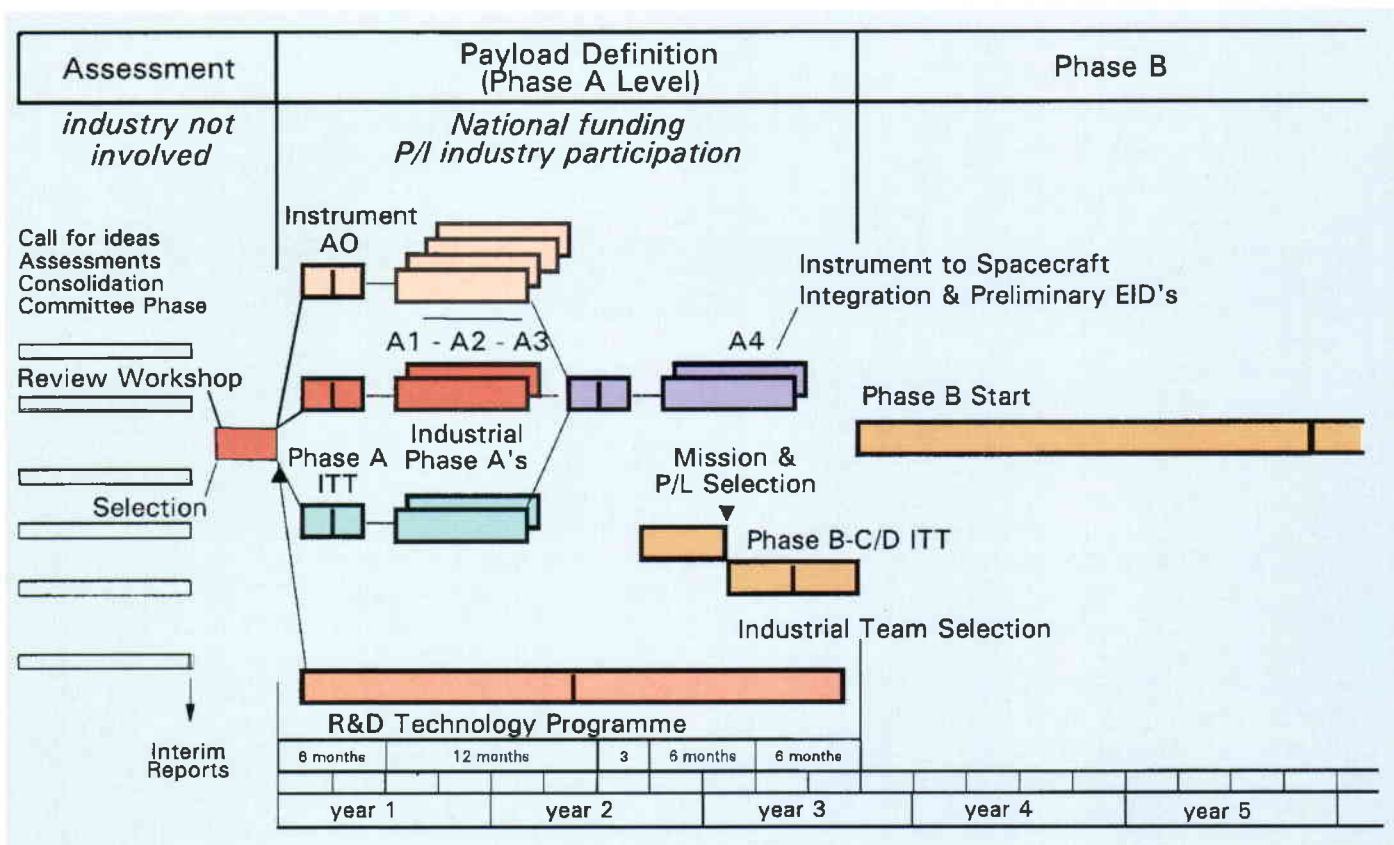 Assessment
Payload Definition
(Phase A Level)
Phase B
industry not
involved
National funding
P/I industry participation
Call for ideas
Assessments
Consolidation
Committee Phase
Instrument
AO
Instrument to Spacecraft
Integration & Preliminary EID's
A1 - A2 - A3
A4
Review Workshop
Phase B Start
Industrial
Phase A's
Phase A
ITT
Mission &
P/L Selection
Selection
Phase B-C/D ITT
Industrial Team Selection
R&D Technology Programme
Interim
Reports
6 months
12 months
3
6 months
6 months
year 1
year 2
year 3
year 4
year 5